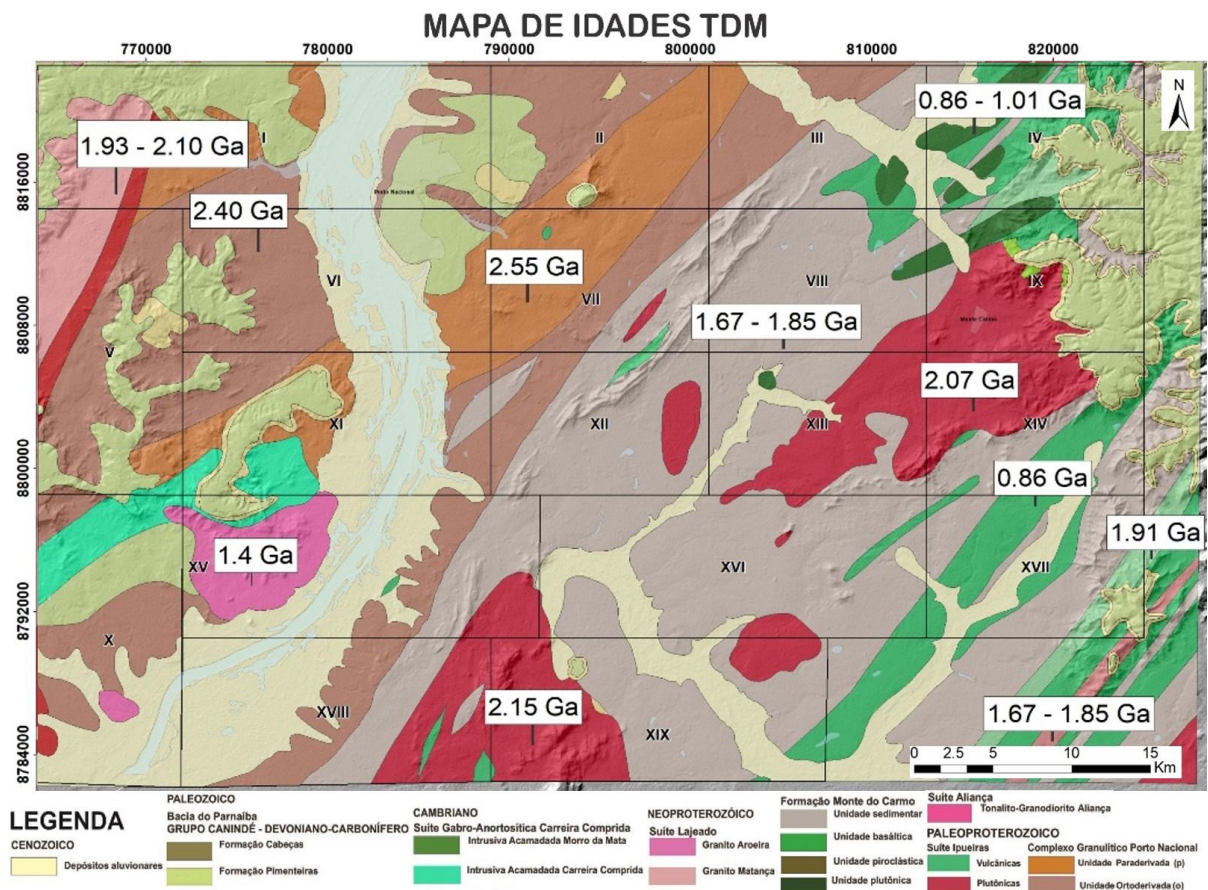 MAPA DE IDADES TDM
770000 780000 790000 800000 810000 820000
N
0.86 - 1.01 Ga
I II III IV
1.93 - 2.10 Ga
8816000
Porto Nacional
2.40 Ga
2.55 Ga
VI VII VIII IX
1.67 - 1.85 Ga
8808000
Monte Carmo
V
2.07 Ga
XI XII XIII XIV
8800000
0.86 Ga
1.91 Ga
1.4 Ga
XV XVI XVII
8792000
X
2.15 Ga
1.67 - 1.85 Ga
XVIII XIX
8784000
0 2.5 5 10 15
Km
LEGENDA
CENOZOICO
Depósitos aluvionares
PALEOZOICO
Bacia do Parnaíba
GRUPO CANINDÉ - DEVONIANO-CARBONÍFERO
Formação Cabeças
Formação Pimenteiras
CAMBRIANO
Suíte Gabro-Anortosítica Carreira Comprida
Intrusiva Acamadada Morro da Mata
Intrusiva Acamadada Carreira Comprida
NEOPROTEROZÓICO
Suíte Lajeado
Granito Aroeira
Granito Matança
Formação Monte do Carmo
Unidade sedimentar
Unidade basáltica
Unidade piroclástica
Unidade plutônica
Suíte Aliança
Tonalito-Granodiorito Aliança
PALEOPROTEROZOICO
Suite Ipueiras
Vulcânicas
Plutônicas
Complexo Granulítico Porto Nacional
Unidade Paraderivada (p)
Unidade Ortoderivada (o)